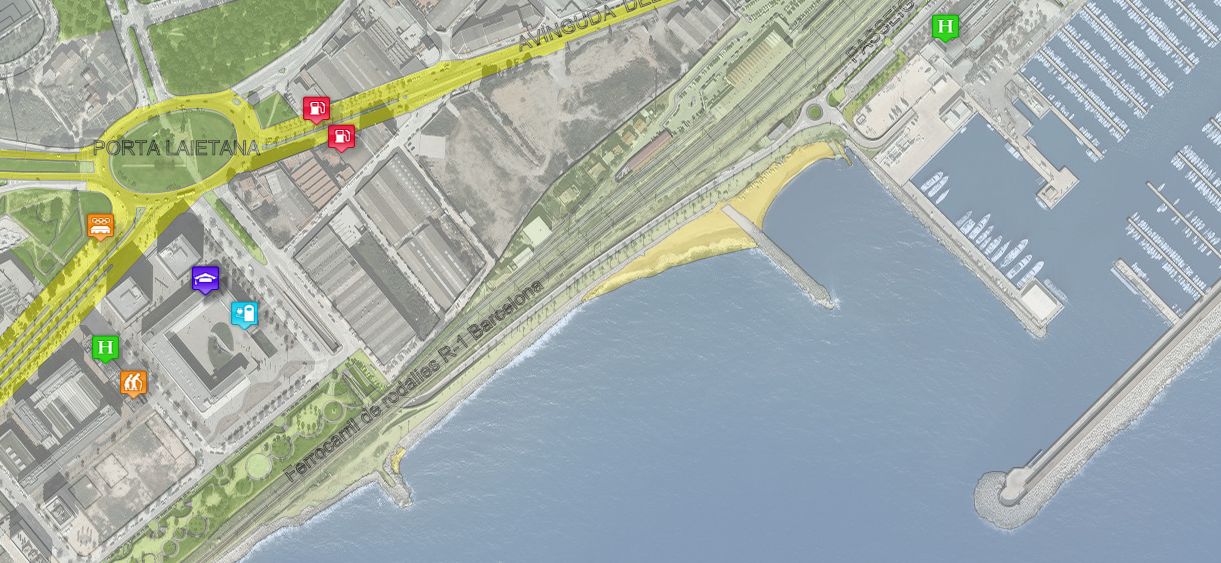 AVINGUDA DEL
PASSEIG
H
PORTA LAIETANA
H
Ferrocarril de rodalies R-1 Barcelona